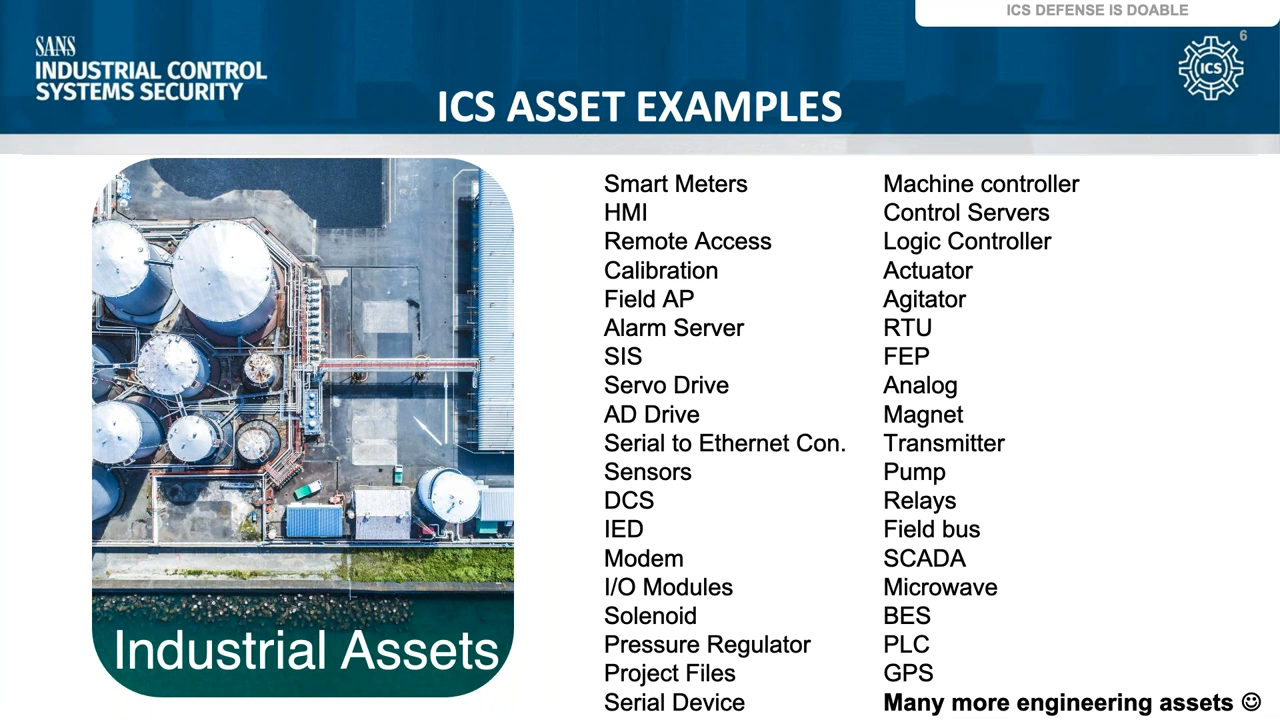 ICS DEFENSE IS DOABLE
6
SANS
INDUSTRIAL CONTROL
SYSTEMS SECURITY
ICS
ICS ASSET EXAMPLES
Smart Meters
HMI
Remote Access
Calibration
Field AP
Alarm Server
SIS
Servo Drive
AD Drive
Serial to Ethernet Con.
Sensors
DCS
IED
Modem
I/O Modules
Solenoid
Pressure Regulator
Project Files
Serial Device
Machine controller
Control Servers
Logic Controller
Actuator
Agitator
RTU
FEP
Analog
Magnet
Transmitter
Pump
Relays
Field bus
SCADA
Microwave
BES
PLC
GPS
Many more engineering assets ☺
Industrial Assets